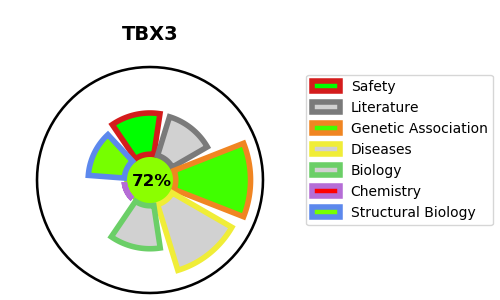 TBX3
72%
Safety
Literature
Genetic Association
Diseases
Biology
Chemistry
Structural Biology